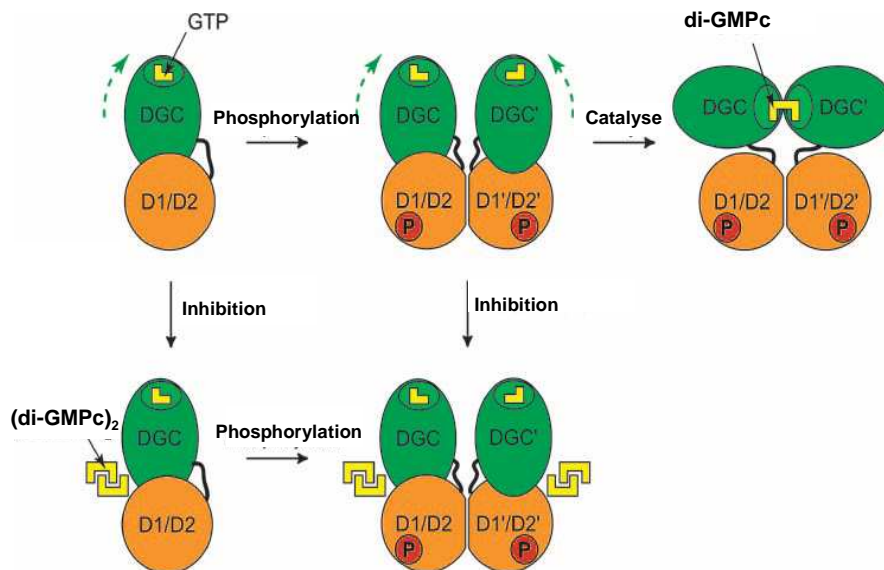 GTP
di-GMPc
DGC
Phosphorylation
DGC
DGC'
Catalyse
DGC
DGC'
D1/D2
D1/D2
D1'/D2'
D1/D2
D1'/D2'
P
P
P
P
Inhibition
Inhibition
(di-GMPc)₂
DGC
Phosphorylation
DGC
DGC'
D1/D2
D1/D2
D1'/D2'
P
P